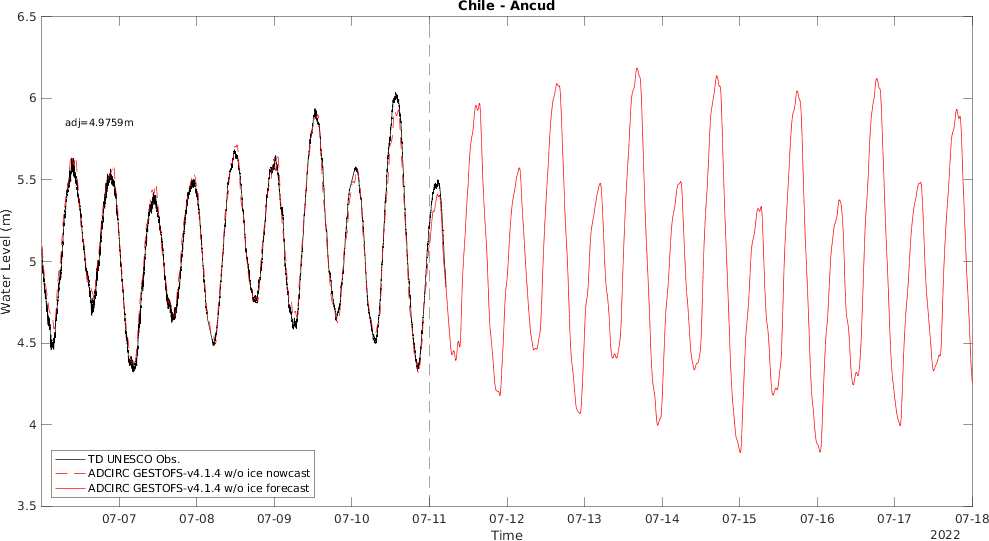 Chile - Ancud
6.5
6
5.5
5
4.5
4
3.5
Water Level (m)
adj=4.9759m
TD UNESCO Obs.
ADCIRC GESTOFS-v4.1.4 w/o ice nowcast
ADCIRC GESTOFS-v4.1.4 w/o ice forecast
07-07 07-08 07-09 07-10 07-11 07-12 07-13 07-14 07-15 07-16 07-17 07-18
Time
2022